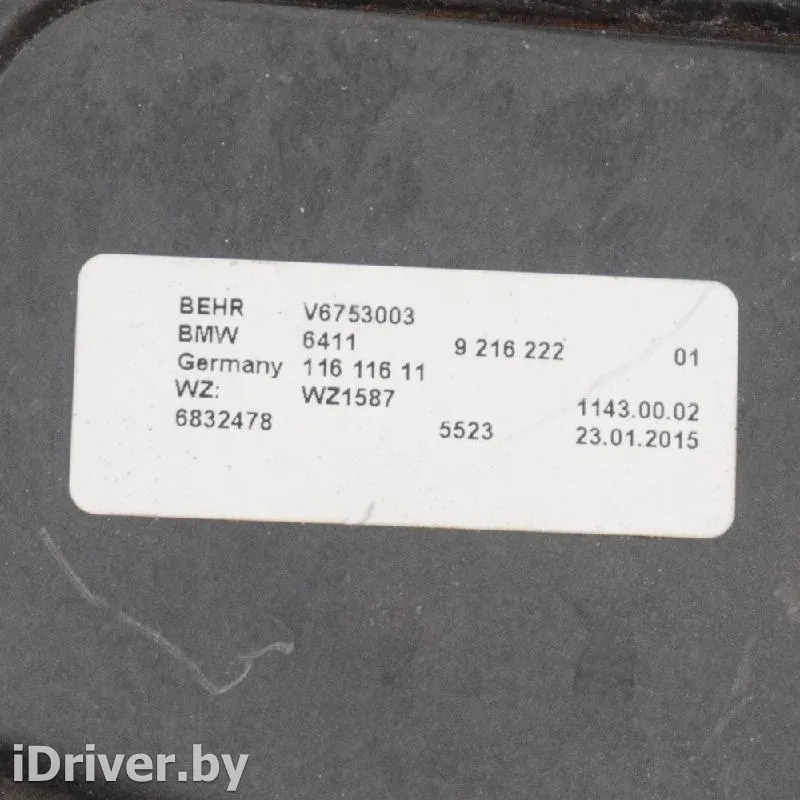 BEHR V6753003
BMW 6411 9 216 222 01
Germany 116 116 11
WZ: WZ1587 1143.00.02
6832478 5523 23.01.2015
iDriver.by